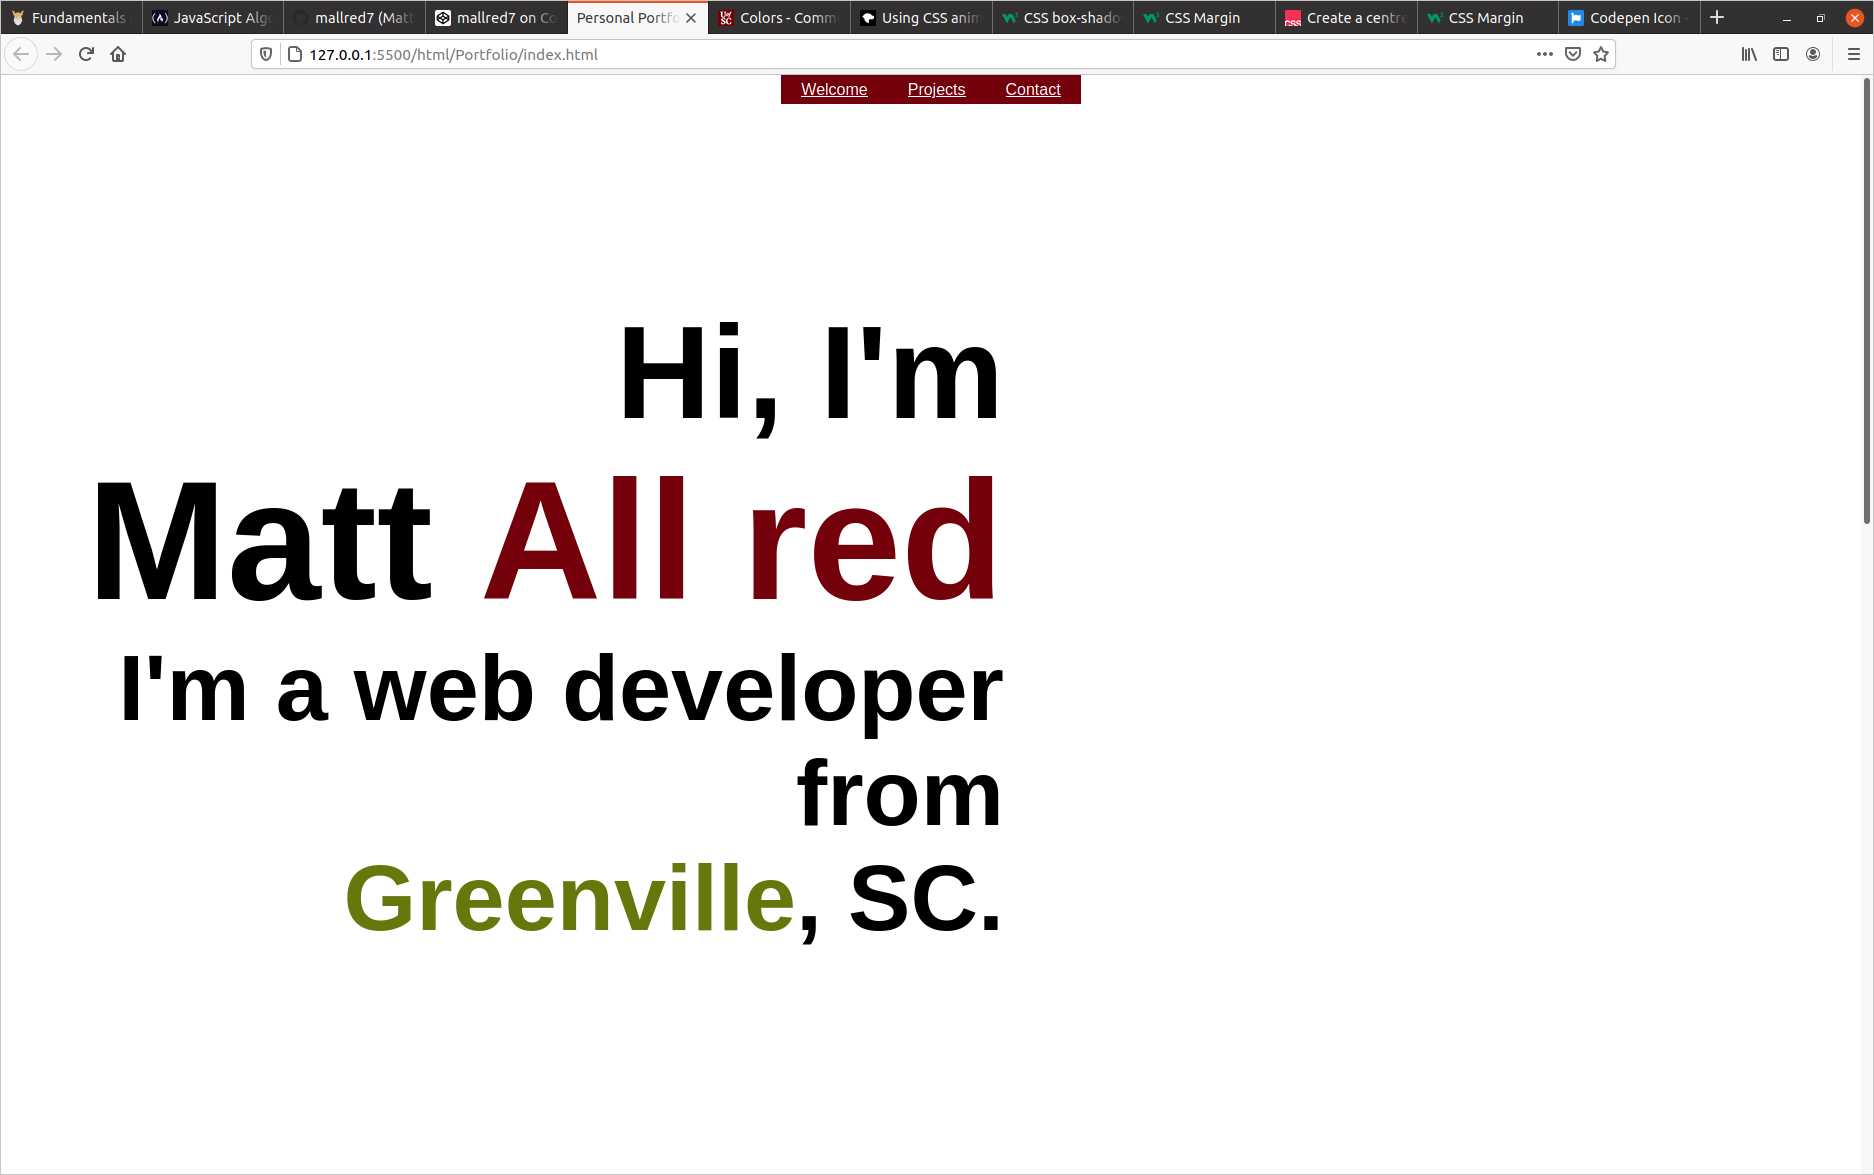 Fundamentals
JavaScript Algo
mallred7 (Matt
mallred7 on Co
Personal Portfo
Colors - Comm
Using CSS anim
CSS box-shado
CSS Margin
Create a centre
CSS Margin
Codepen Icon -
127.0.0.1:5500/html/Portfolio/index.html
Welcome Projects Contact
Hi, I'm
Matt All red
I'm a web developer
from
Greenville, SC.